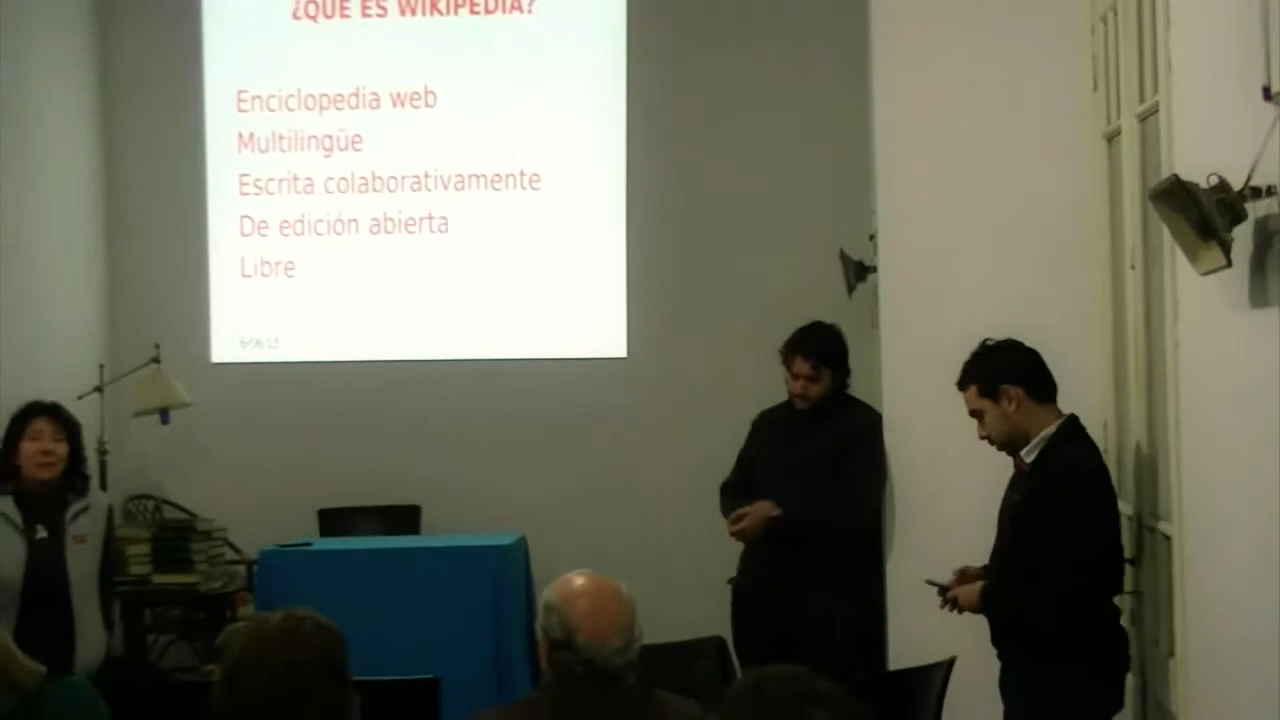 ¿QUÉ ES WIKIPEDIA?
Enciclopedia web
Multilingüe
Escrita colaborativamente
De edición abierta
Libre